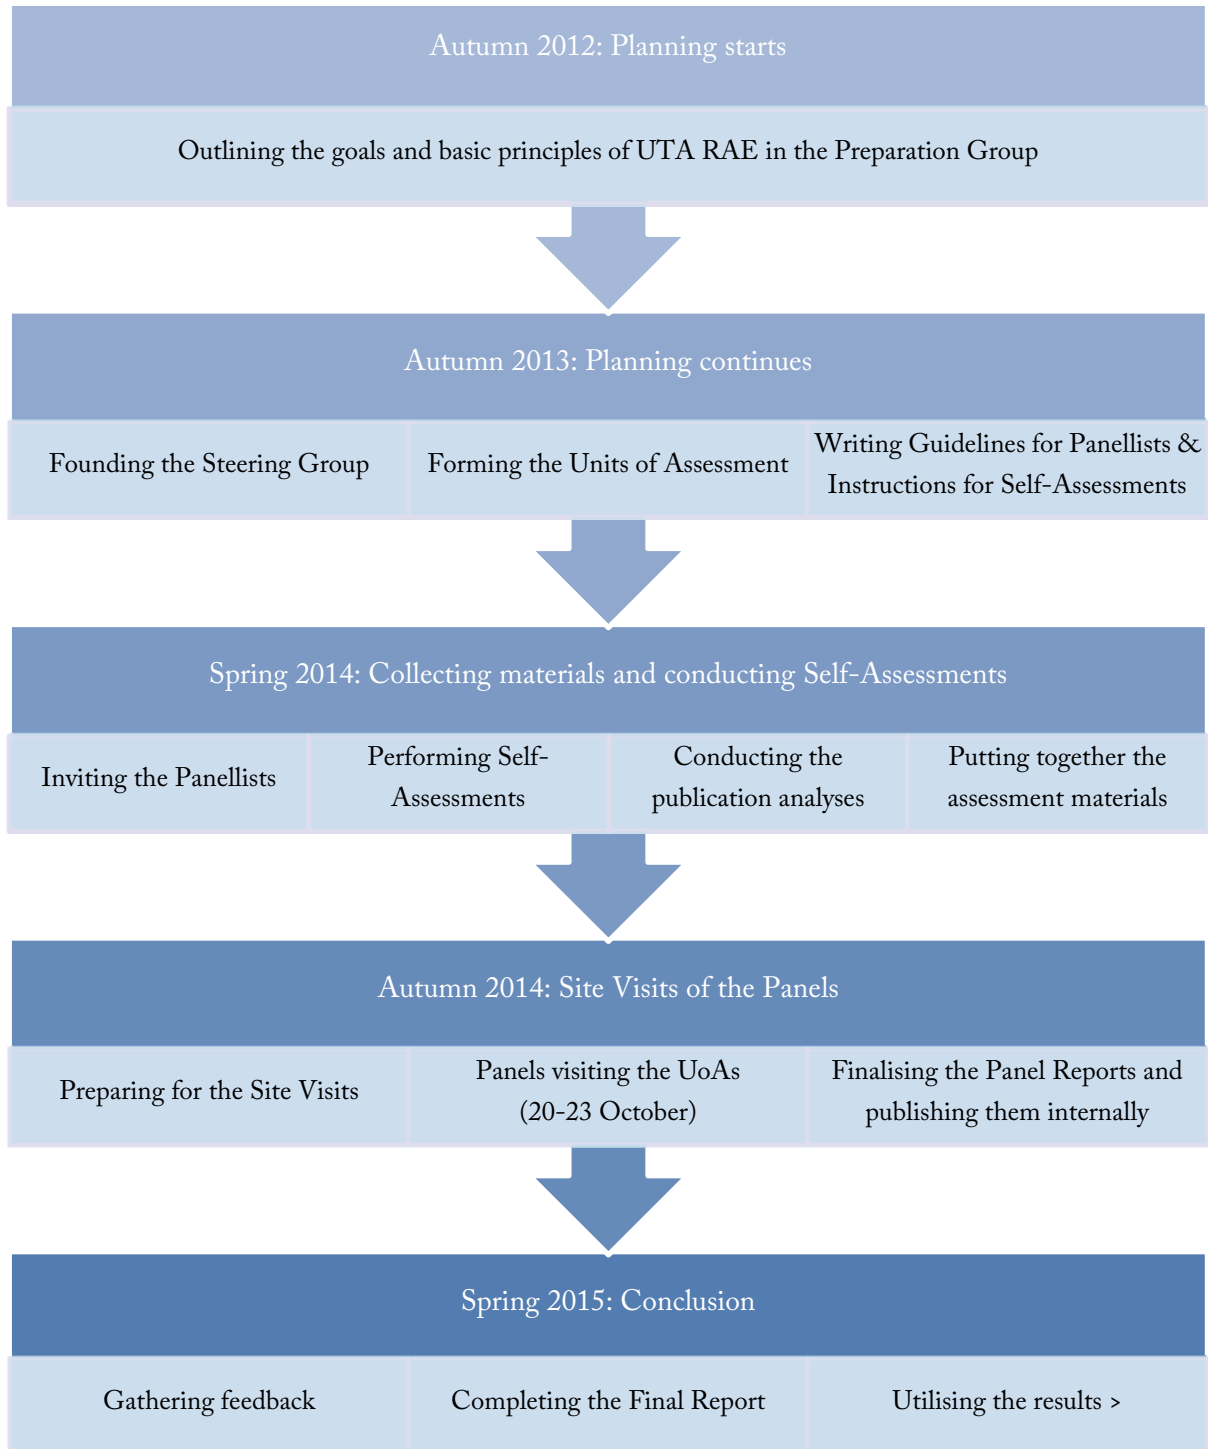 Autumn 2012: Planning starts
Outlining the goals and basic principles of UTA RAE in the Preparation Group
Autumn 2013: Planning continues
Founding the Steering Group
Forming the Units of Assessment
Writing Guidelines for Panellists &
Instructions for Self-Assessments
Spring 2014: Collecting materials and conducting Self-Assessments
Inviting the Panellists
Performing Self-
Assessments
Conducting the
publication analyses
Putting together the
assessment materials
Autumn 2014: Site Visits of the Panels
Preparing for the Site Visits
Panels visiting the UoAs
(20-23 October)
Finalising the Panel Reports and
publishing them internally
Spring 2015: Conclusion
Gathering feedback
Completing the Final Report
Utilising the results >